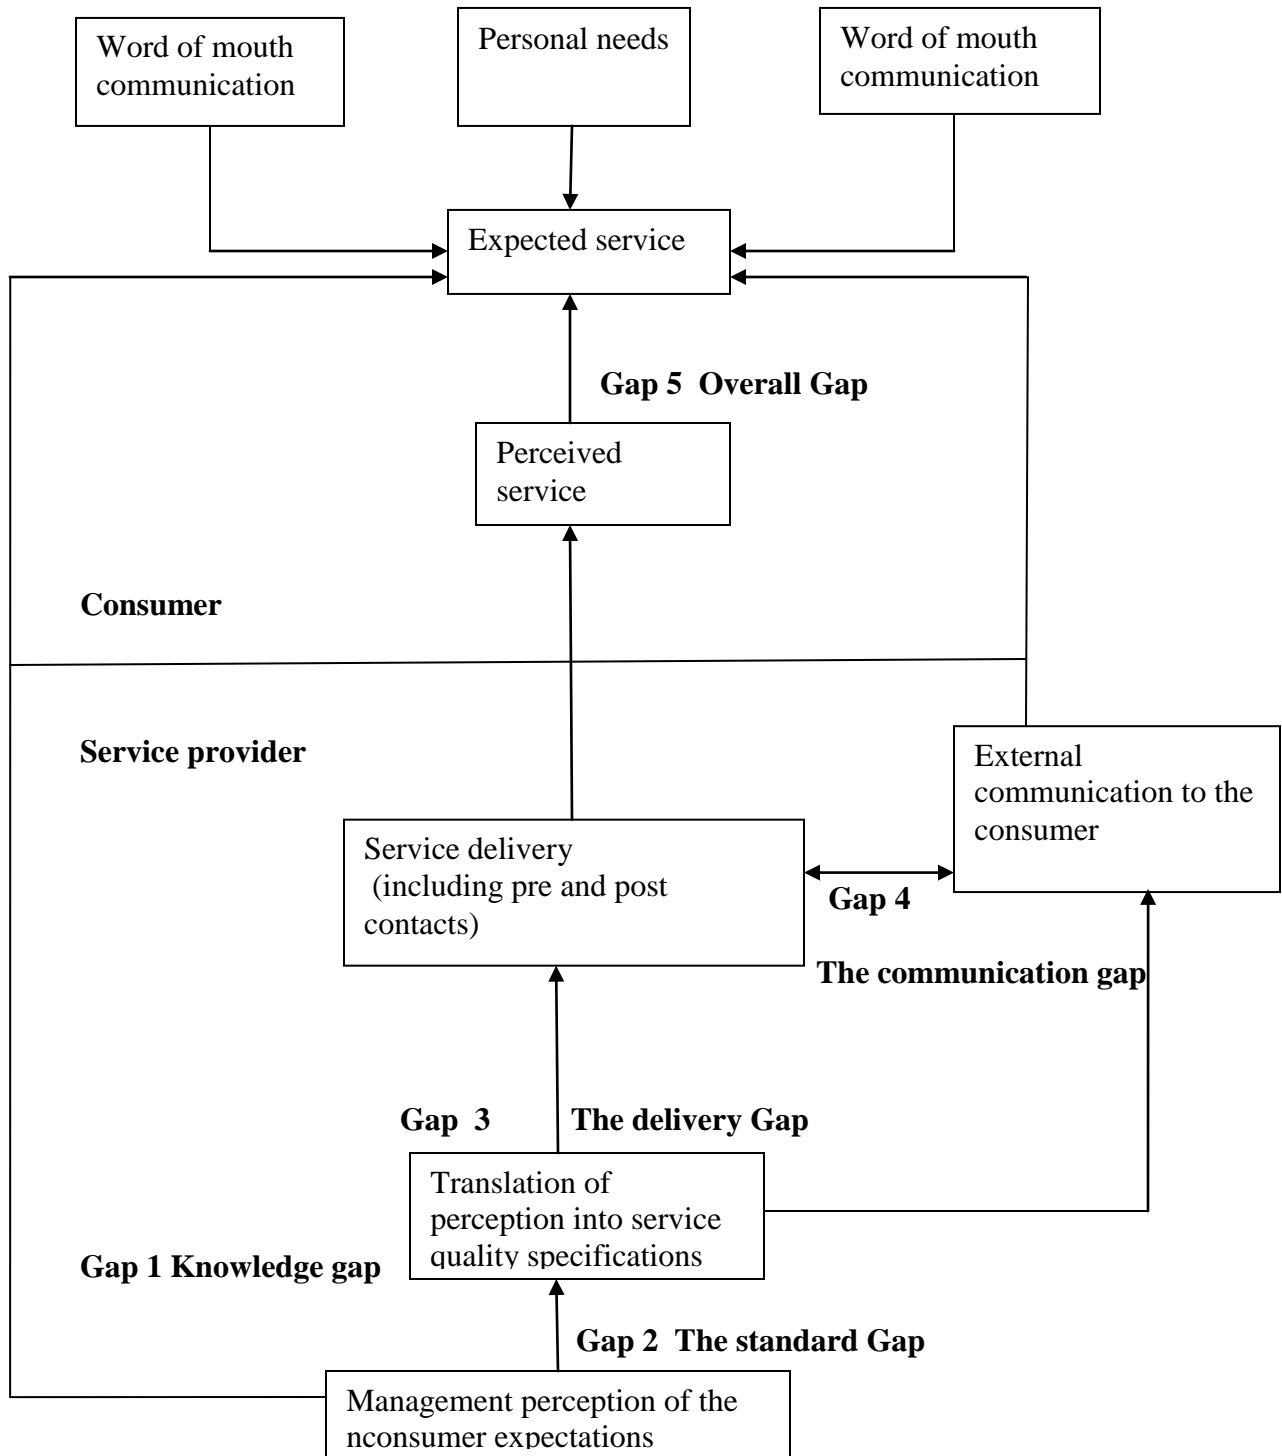 Word of mouth
communication
Personal needs
Word of mouth
communication
Expected service
Gap 5  Overall Gap
Perceived
service
Consumer
Service provider
External
communication to the
consumer
Service delivery
(including pre and post
contacts)
Gap 4
The communication gap
Gap  3
The delivery Gap
Translation of
perception into service
quality specifications
Gap 1 Knowledge gap
Gap 2  The standard Gap
Management perception of the
nconsumer expectations